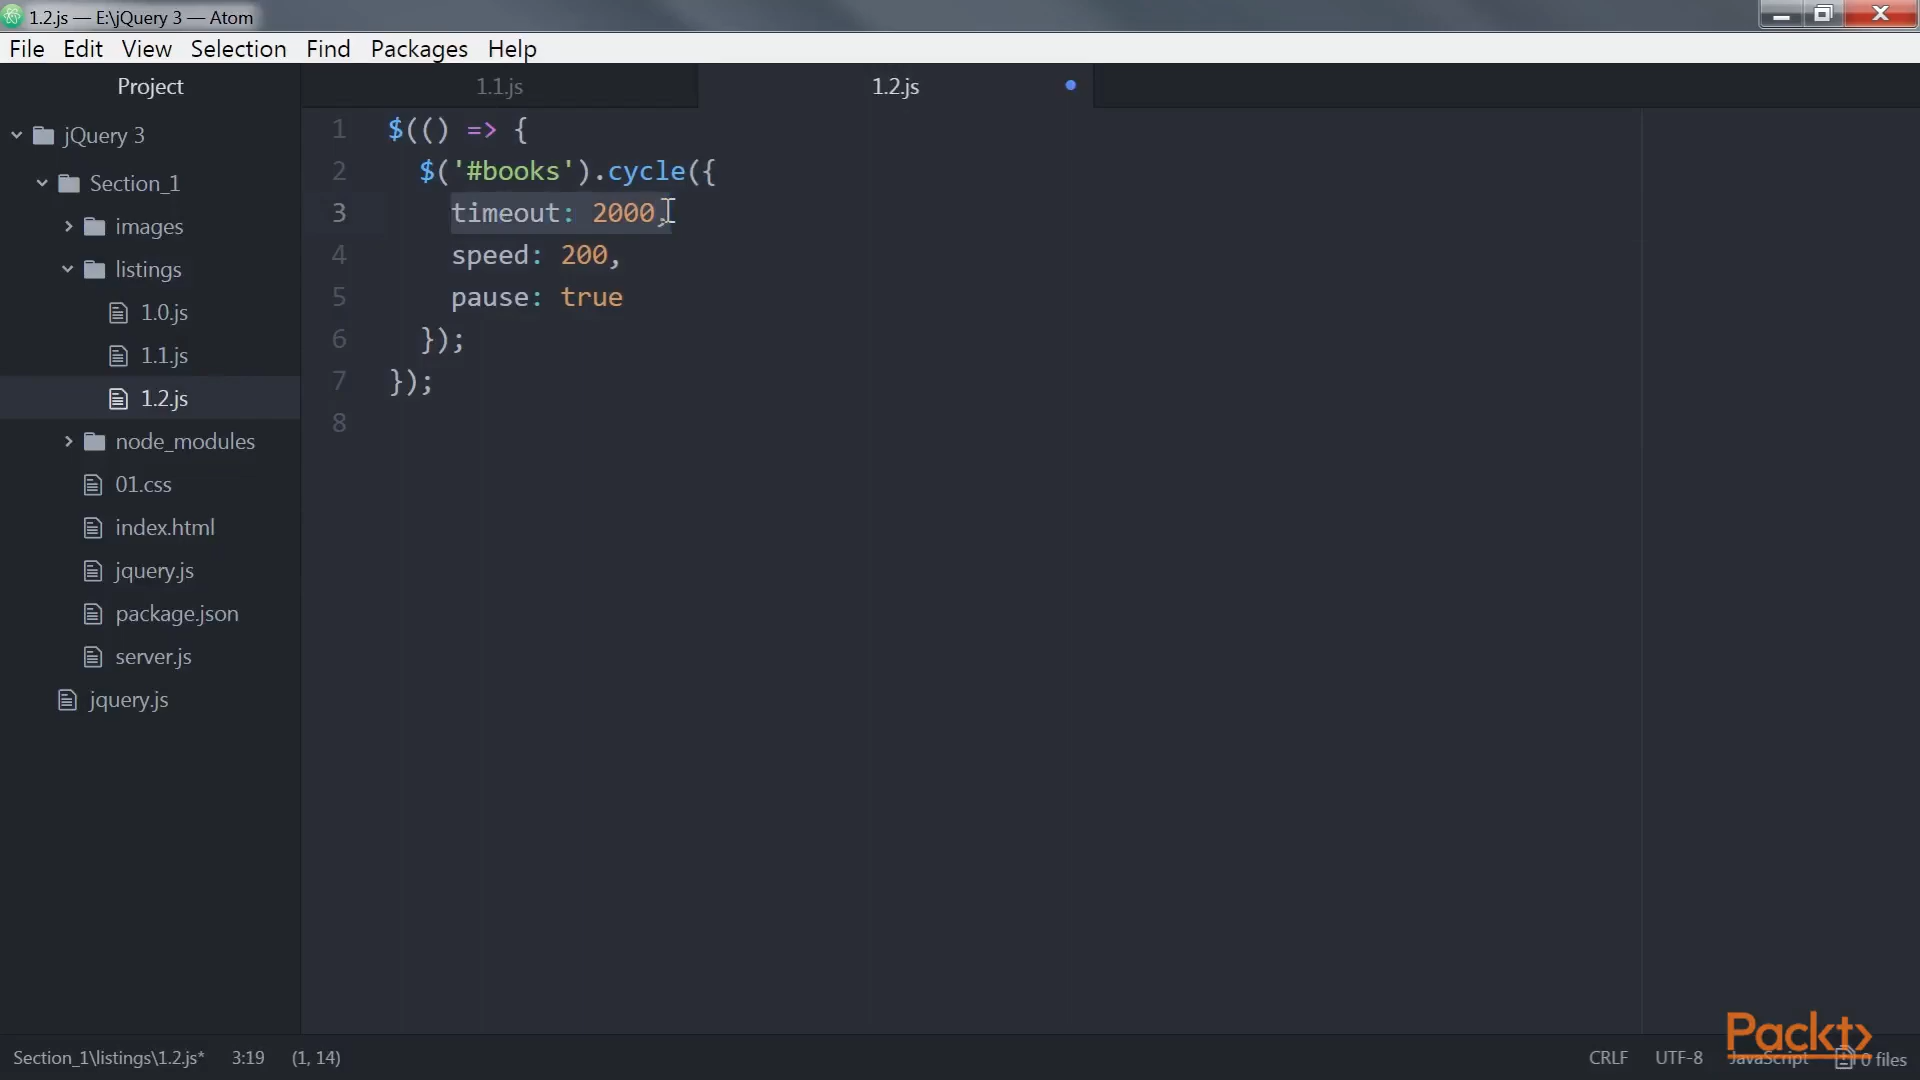 1.2.js — E:\jQuery 3 — Atom
File Edit View Selection Find Packages Help
Project
jQuery 3
Section_1
images
listings
1.0.js
1.1.js
1.2.js
node_modules
01.css
index.html
jquery.js
package.json
server.js
jquery.js
1.1.js
1.2.js
1 $(() => {
2 $('#books').cycle({
3 timeout: 2000,
4 speed: 200,
5 pause: true
6 });
7 });
8
Section_1\listings\1.2.js* 3:19 (1, 14)
CRLF UTF-8 JavaScript 0 files
Packt>